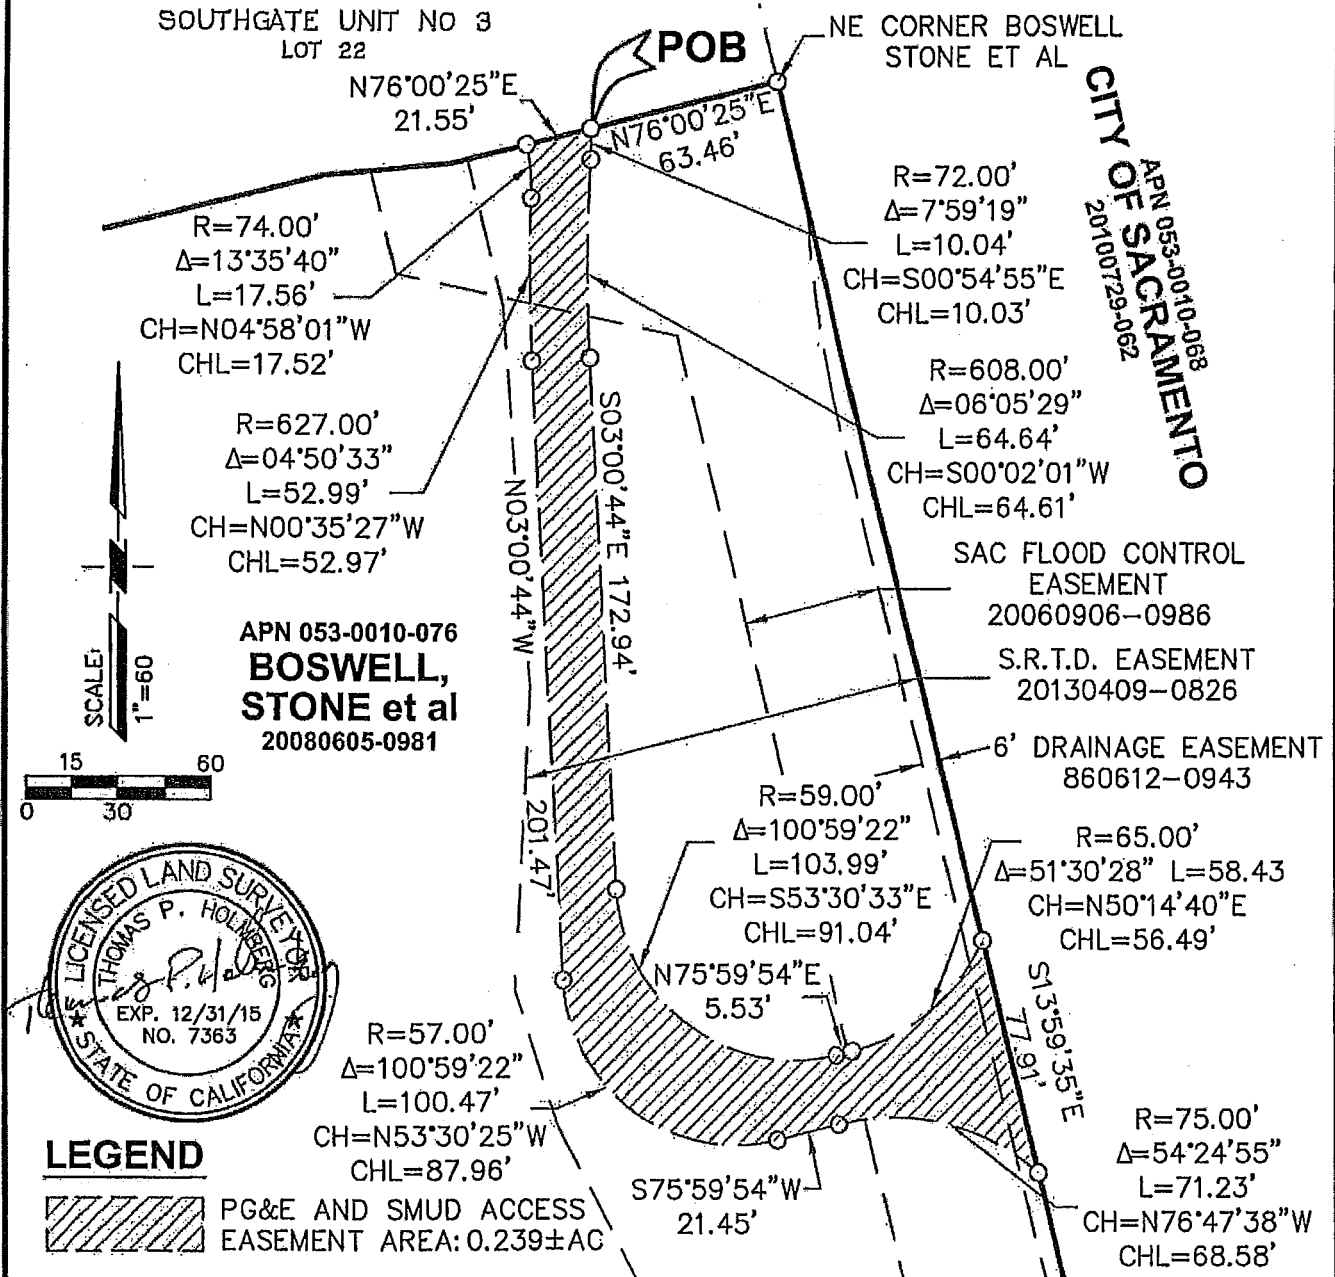 SOUTHGATE UNIT NO 3
LOT 22
POB
NE CORNER BOSWELL
STONE ET AL
N76°00'25"E
21.55'
N76°00'25"E
63.46'
CITY OF SACRAMENTO
APN 053-0010-068
20100729-062
R=74.00'
Δ=13°35'40"
L=17.56'
CH=N04°58'01"W
CHL=17.52'
R=72.00'
Δ=7°59'19"
L=10.04'
CH=S00°54'55"E
CHL=10.03'
R=627.00'
Δ=04°50'33"
L=52.99'
CH=N00°35'27"W
CHL=52.97'
R=608.00'
Δ=06°05'29"
L=64.64'
CH=S00°02'01"W
CHL=64.61'
S03°00'44"E 172.94'
N03°00'44"W
201.47'
SAC FLOOD CONTROL
EASEMENT
20060906-0986
S.R.T.D. EASEMENT
20130409-0826
6' DRAINAGE EASEMENT
860612-0943
APN 053-0010-076
BOSWELL,
STONE et al
20080605-0981
SCALE:
1"=60
15 60
0 30
R=59.00'
Δ=100°59'22"
L=103.99'
CH=S53°30'33"E
CHL=91.04'
R=65.00'
Δ=51°30'28" L=58.43
CH=N50°14'40"E
CHL=56.49'
N75°59'54"E
5.53'
S13°59'35"E
77.91'
LICENSED LAND SURVEYOR
THOMAS P. HOLMBERG
EXP. 12/31/15
NO. 7363
STATE OF CALIFORNIA
R=57.00'
Δ=100°59'22"
L=100.47'
CH=N53°30'25"W
CHL=87.96'
S75°59'54"W
21.45'
R=75.00'
Δ=54°24'55"
L=71.23'
CH=N76°47'38"W
CHL=68.58'
LEGEND
PG&E AND SMUD ACCESS
EASEMENT AREA: 0.239±AC